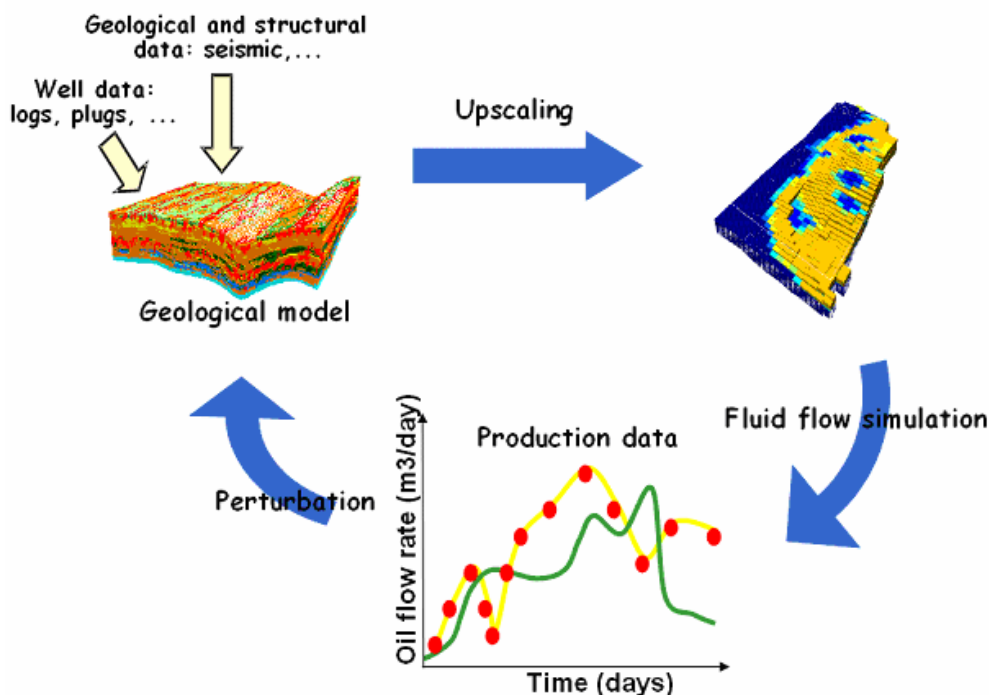 Geological and structural
data: seismic,...
Well data:
logs, plugs, ...
Upscaling
Geological model
Fluid flow simulation
Production data
Perturbation
Oil flow rate (m3/day)
Time (days)